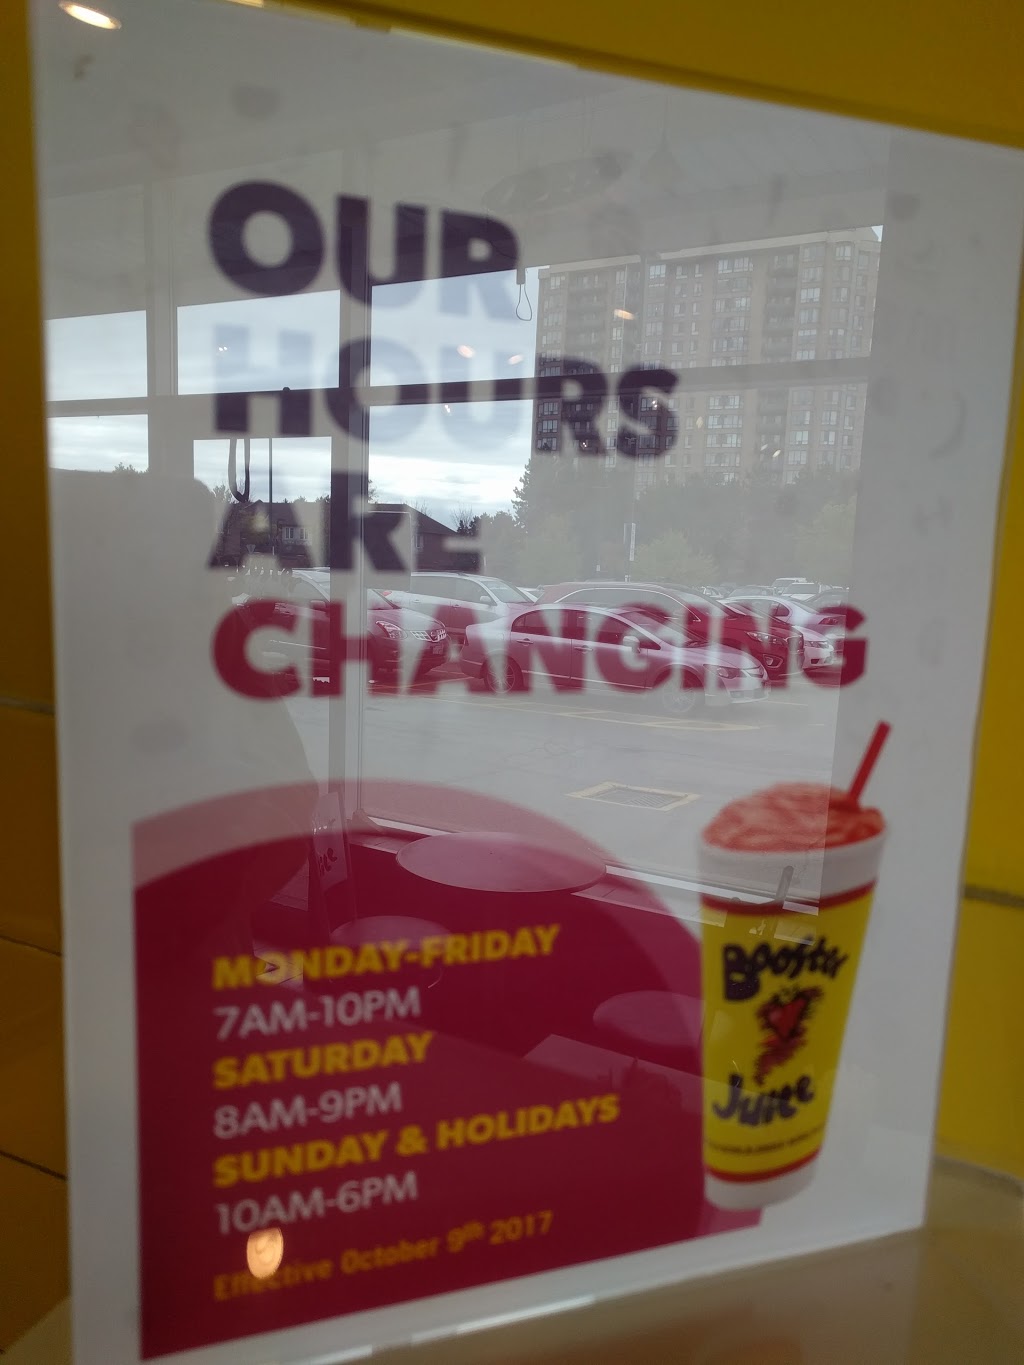 OUR
HOURS
ARE
CHANGING
MONDAY-FRIDAY
7AM-10PM
SATURDAY
8AM-9PM
SUNDAY & HOLIDAYS
10AM-6PM
Effective October 9th 2017
Booster
Juice